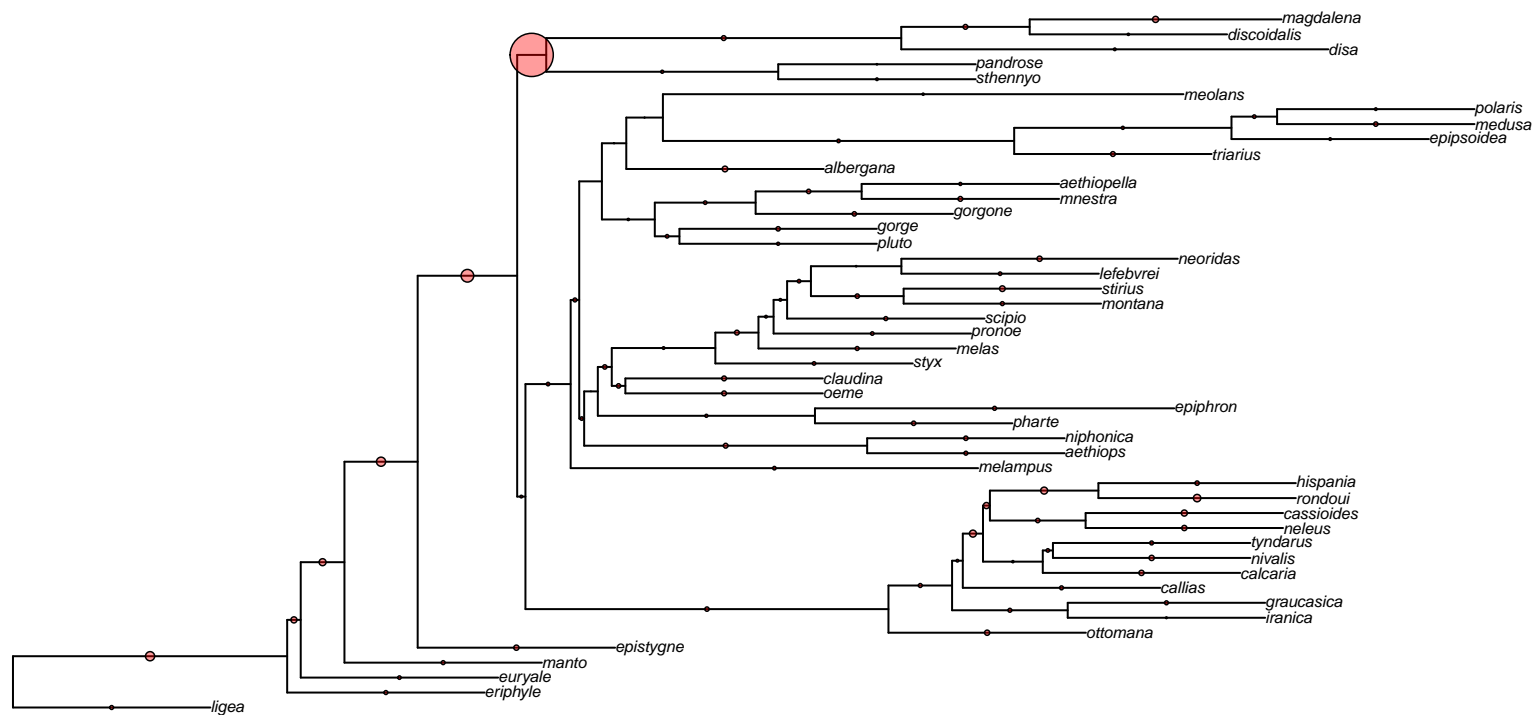 magdalena
discoidalis
disa
pandrose
sthennyo
meolans
polaris
medusa
epipsoidea
triarius
albergana
aethiopella
mnestra
gorgone
gorge
pluto
neoridas
lefebvrei
stirius
montana
scipio
pronoe
melas
styx
claudina
oeme
epiphron
pharte
niphonica
aethiops
melampus
hispania
rondoui
cassioides
neleus
tyndarus
nivalis
calcaria
callias
graucasica
iranica
ottomana
epistygne
manto
euryale
eriphyle
ligea